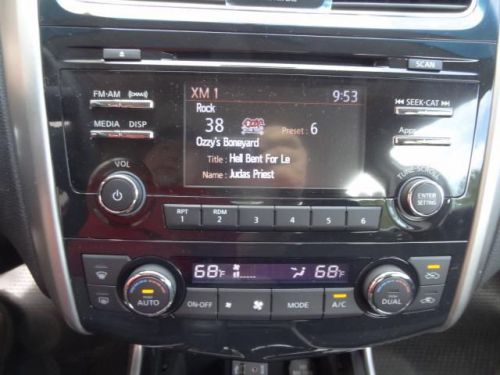 SCAN
FM·AM
XM 1
9:53
SEEK·CAT
Rock
MEDIA DISP
38
Preset : 6
Apps
Ozzy's Boneyard
Title : Hell Bent For Le
Name : Judas Priest
VOL
TUNE·SCROLL
ENTER
SETTING
RPT RDM
1 2 3 4 5 6
68°F 68°F
AUTO
ON·OFF
MODE
A/C
DUAL